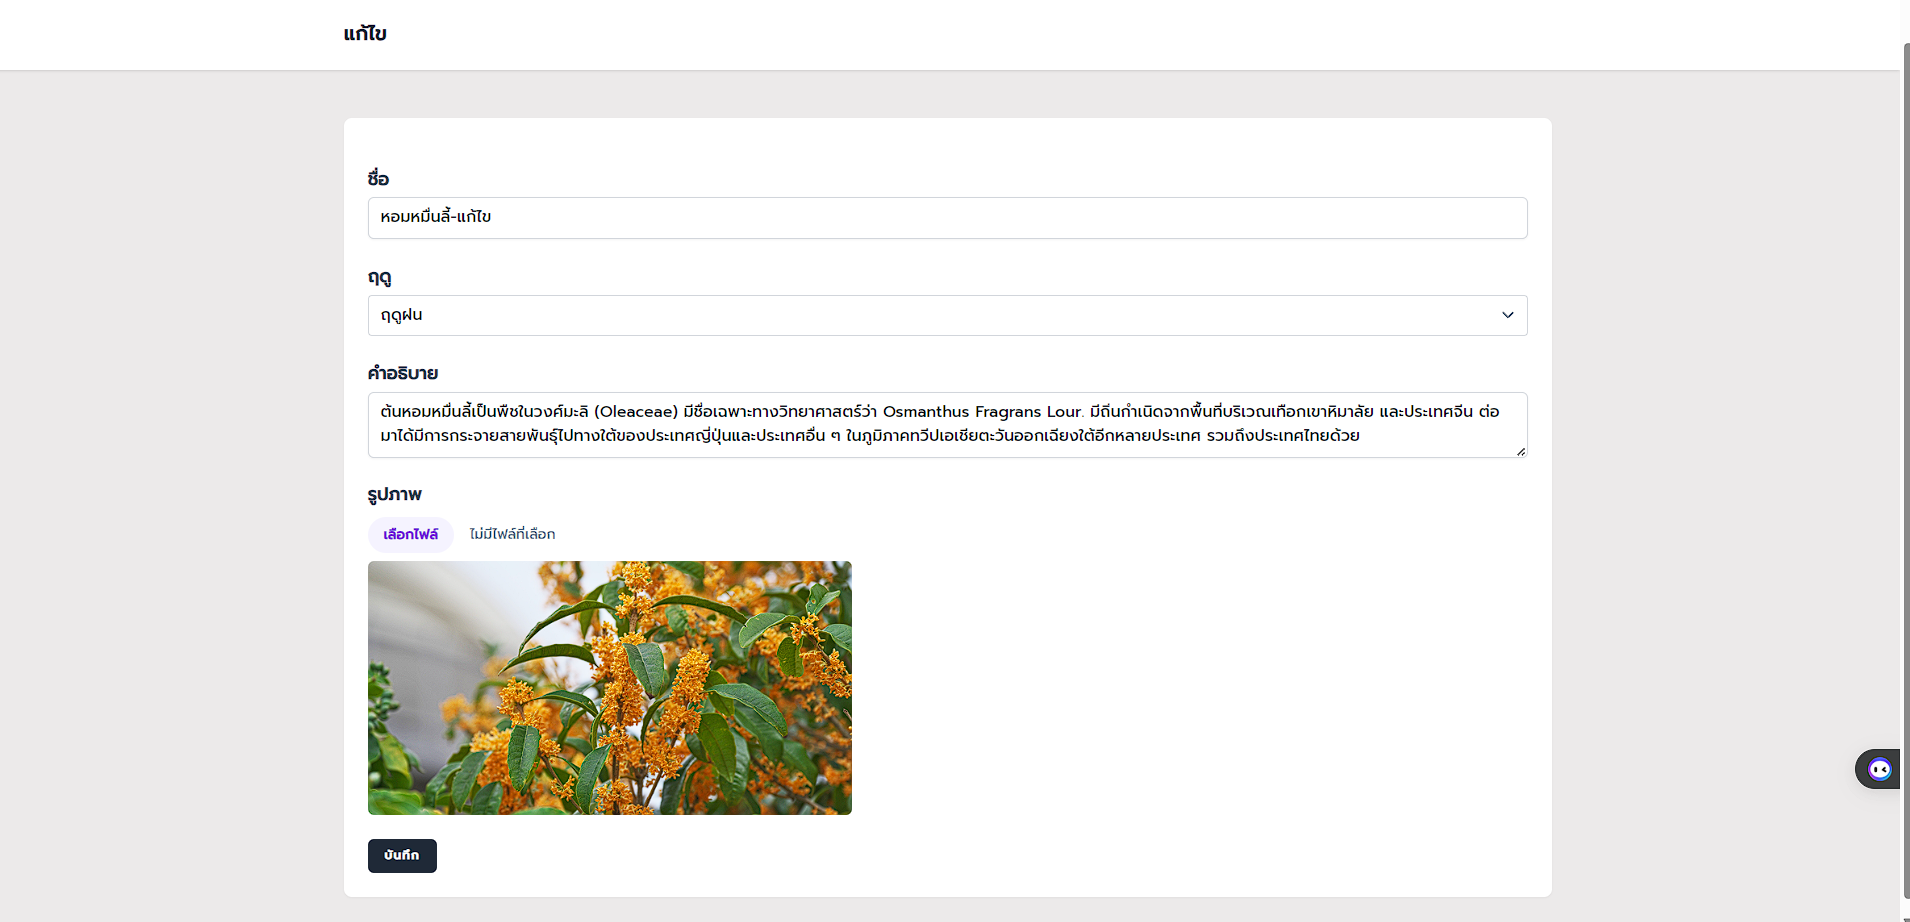 แก้ไข
ชื่อ
หอมหมื่นลี้-แก้ไข
ฤดู
ฤดูฝน
คำอธิบาย
ต้นหอมหมื่นลี้เป็นพืชในวงศ์มะลิ (Oleaceae) มีชื่อเฉพาะทางวิทยาศาสตร์ว่า Osmanthus Fragrans Lour. มีถิ่นกำเนิดจากพื้นที่บริเวณเทือกเขาหิมาลัย และประเทศจีน ต่อ
มาได้มีการกระจายสายพันธุ์ไปทางใต้ของประเทศญี่ปุ่นและประเทศอื่น ๆ ในภูมิภาคทวีปเอเชียตะวันออกเฉียงใต้อีกหลายประเทศ รวมถึงประเทศไทยด้วย
รูปภาพ
เลือกไฟล์ ไม่มีไฟล์ที่เลือก
บันทึก